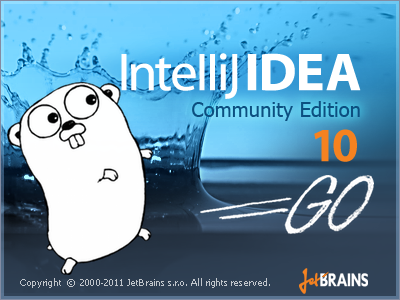 IntelliJ IDEA
Community Edition
10
GO
Copyright © 2000-2011 JetBrains s.r.o. All rights reserved.
JetBRAINS